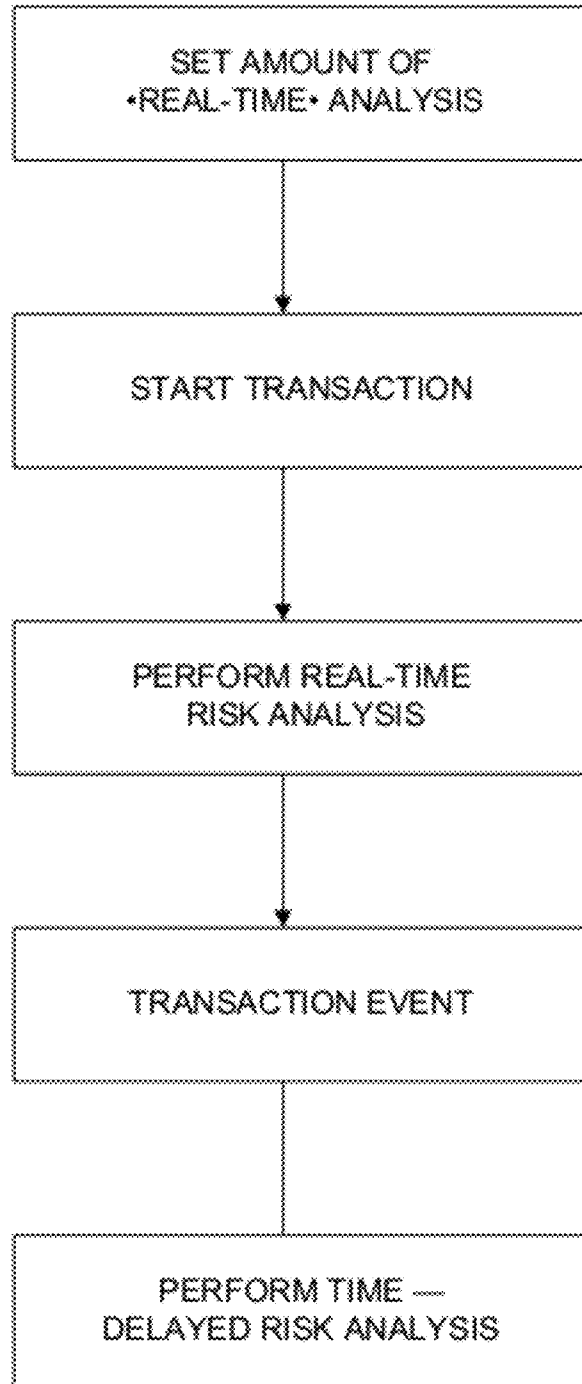 SET AMOUNT OF
•REAL-TIME• ANALYSIS
START TRANSACTION
PERFORM REAL-TIME
RISK ANALYSIS
TRANSACTION EVENT
PERFORM TIME —
DELAYED RISK ANALYSIS